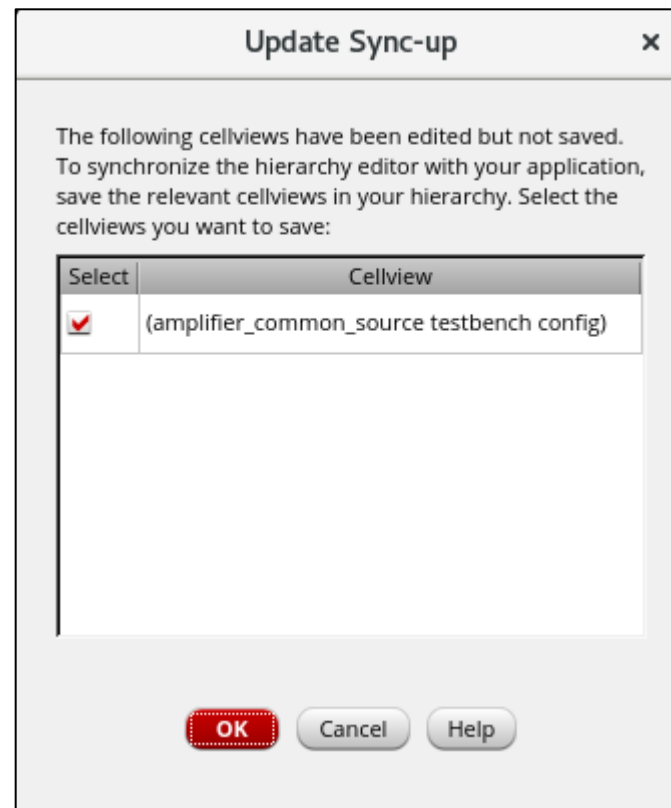 Update Sync-up ×
The following cellviews have been edited but not saved.
To synchronize the hierarchy editor with your application,
save the relevant cellviews in your hierarchy. Select the
cellviews you want to save:
Select Cellview
(amplifier_common_source testbench config)
OK Cancel Help